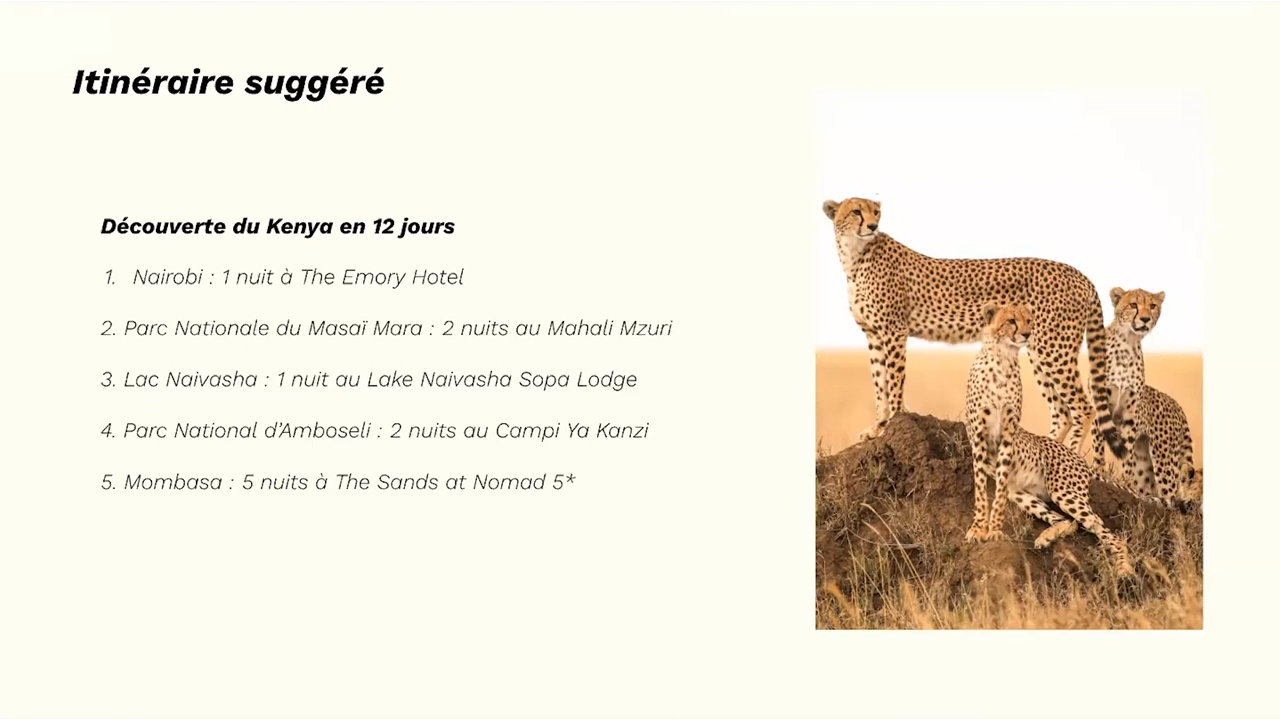 Itinéraire suggéré
Découverte du Kenya en 12 jours
1. Nairobi : 1 nuit à The Emory Hotel
2. Parc Nationale du Masaï Mara : 2 nuits au Mahali Mzuri
3. Lac Naivasha : 1 nuit au Lake Naivasha Sopa Lodge
4. Parc National d'Amboseli : 2 nuits au Campi Ya Kanzi
5. Mombasa : 5 nuits à The Sands at Nomad 5*